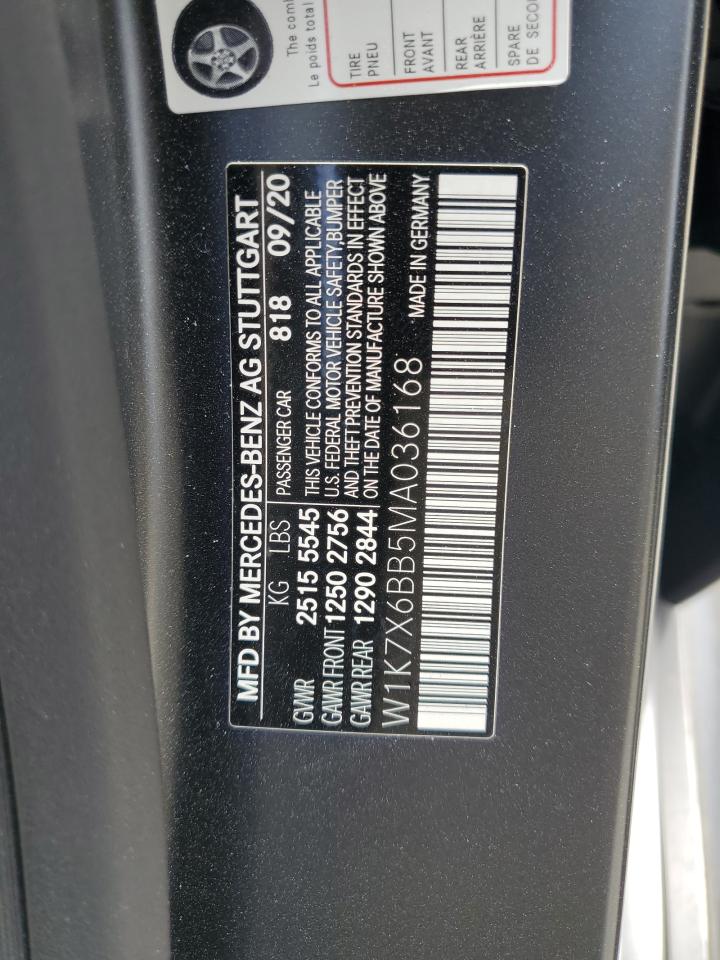 MFD BY MERCEDES-BENZ AG STUTTGART
KG LBS PASSENGER CAR 818 09/20
GVWR 2515 5545 THIS VEHICLE CONFORMS TO ALL APPLICABLE
GAWR FRONT 1250 2756 U.S. FEDERAL MOTOR VEHICLE SAFETY,BUMPER
GAWR REAR 1290 2844 AND THEFT PREVENTION STANDARDS IN EFFECT
ON THE DATE OF MANUFACTURE SHOWN ABOVE
W1K7X6BB5MA036168 MADE IN GERMANY
The
Le poids total
TIRE
PNEU
FRONT
AVANT
REAR
ARRIÈRE
SPARE
DE